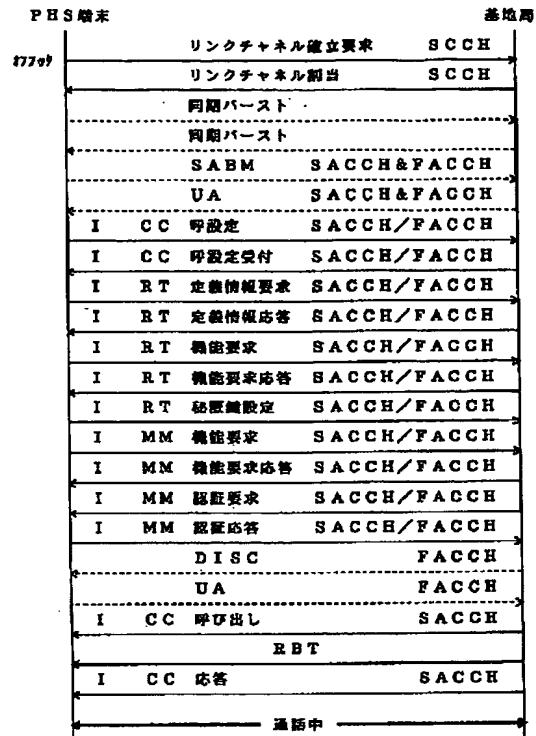 PHS端末 基地局
リンクチャネル確立要求 SCCH
オフフック
リンクチャネル割当 SCCH
同期バースト
同期バースト
SABM SACCH&FACCH
UA SACCH&FACCH
I CC 呼設定 SACCH/FACCH
I CC 呼設定受付 SACCH/FACCH
I RT 定義情報要求 SACCH/FACCH
I RT 定義情報応答 SACCH/FACCH
I RT 機能要求 SACCH/FACCH
I RT 機能要求応答 SACCH/FACCH
I RT 秘匿鍵設定 SACCH/FACCH
I MM 機能要求 SACCH/FACCH
I MM 機能要求応答 SACCH/FACCH
I MM 認証要求 SACCH/FACCH
I MM 認証応答 SACCH/FACCH
DISC FACCH
UA FACCH
I CC 呼び出し SACCH
RBT
I CC 応答 SACCH
通話中